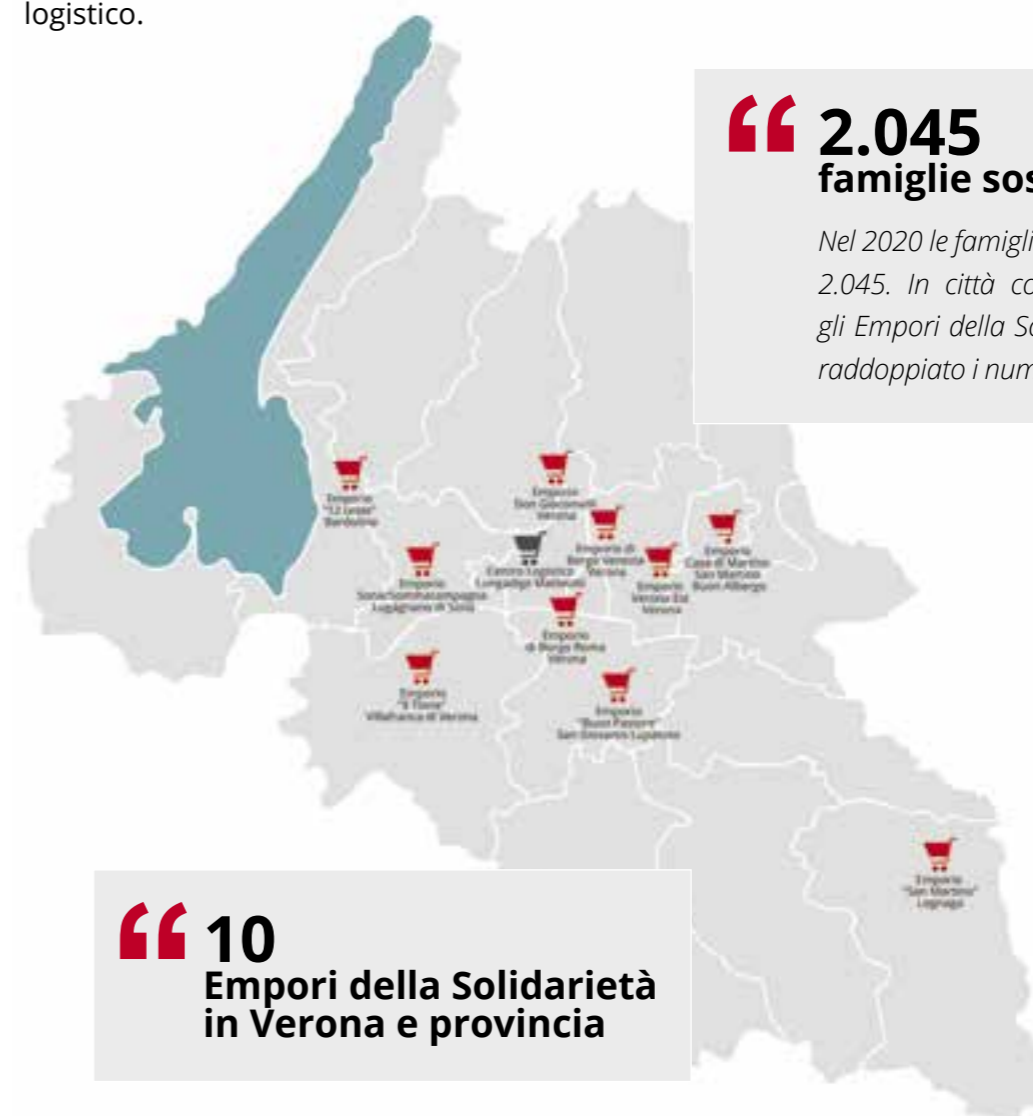 logistico.
2.045
famiglie sos
Nel 2020 le famigli
2.045. In città co
gli Empori della So
raddoppiato i num
Emporio
"12 Leste"
Bardolino
Emporio
Don Giacomelli
Verona
Emporio di
Borgo Venezia
Verona
Centro Logistico
Lungadige
Emporio
Verona Est
Verona
Emporio
Casa di Martino
San Martino
Buon Albergo
Emporio
Sona/Sommacampagna
Lugagnano di Sona
Emporio
di Borgo Roma
Verona
Emporio
"Il Tione"
Villafranca di Verona
Emporio
"Buon Pastore"
San Giovanni Lupatoto
Emporio
"San Martino"
Legnago
10
Empori della Solidarietà
in Verona e provincia